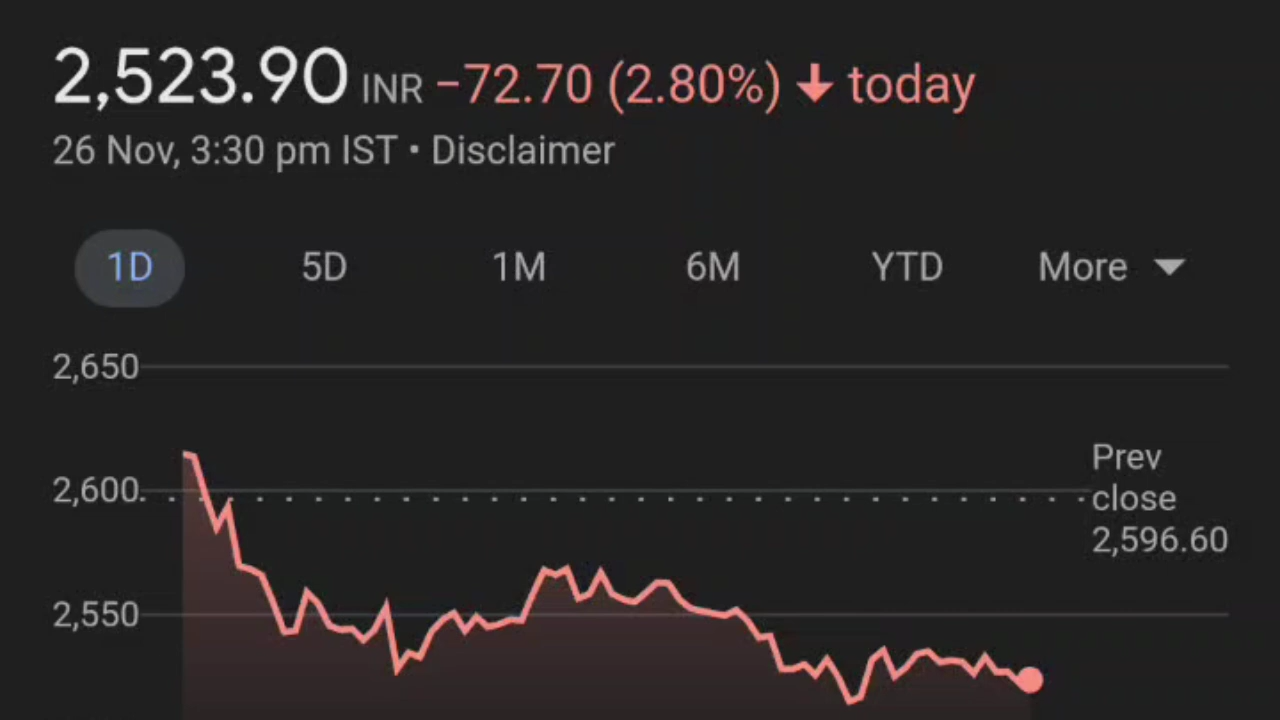 2,523.90 INR −72.70 (2.80%) ↓ today
26 Nov, 3:30 pm IST • Disclaimer
1D 5D 1M 6M YTD More
2,650
2,600
Prev
close
2,596.60
2,550